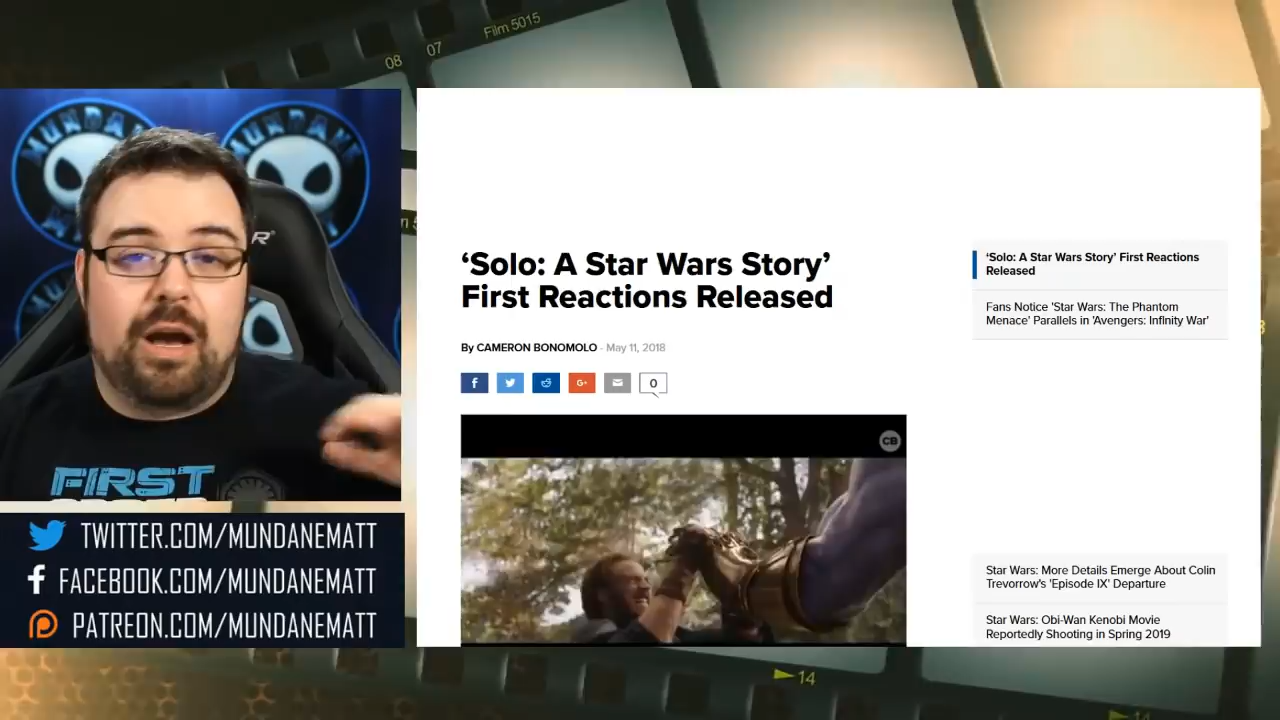 08
07
Film 5015
MUNDANE
MUNDANE
MATT
R
FIRST
TWITTER.COM/MUNDANEMATT
FACEBOOK.COM/MUNDANEMATT
PATREON.COM/MUNDANEMATT
‘Solo: A Star Wars Story’
First Reactions Released
By CAMERON BONOMOLO - May 11, 2018
f
G+
0
CB
‘Solo: A Star Wars Story’ First Reactions
Released
Fans Notice 'Star Wars: The Phantom
Menace' Parallels in 'Avengers: Infinity War'
Star Wars: More Details Emerge About Colin
Trevorrow's 'Episode IX' Departure
Star Wars: Obi-Wan Kenobi Movie
Reportedly Shooting in Spring 2019
14